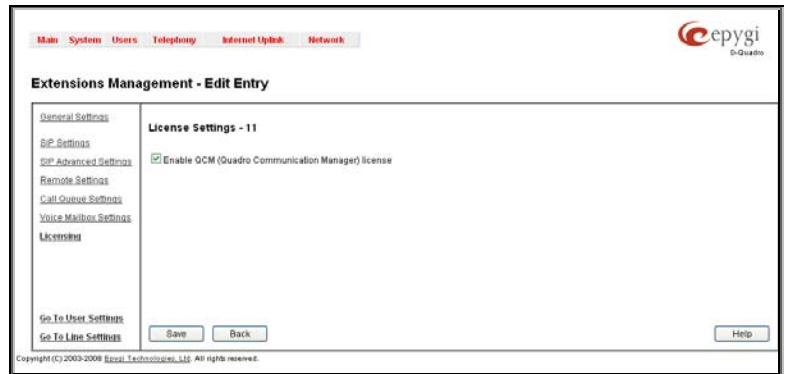 Main System Users Telephony Internet Uplink Network
epygi
D-Quadro
Extensions Management - Edit Entry
General Settings
SIP Settings
SIP Advanced Settings
Remote Settings
Call Queue Settings
Voice Mailbox Settings
Licensing
Go To User Settings
Go To Line Settings
License Settings - 11
Enable QCM (Quadro Communication Manager) license
Save Back Help
Copyright (C) 2003-2008 Epygi Technologies, Ltd. All rights reserved.